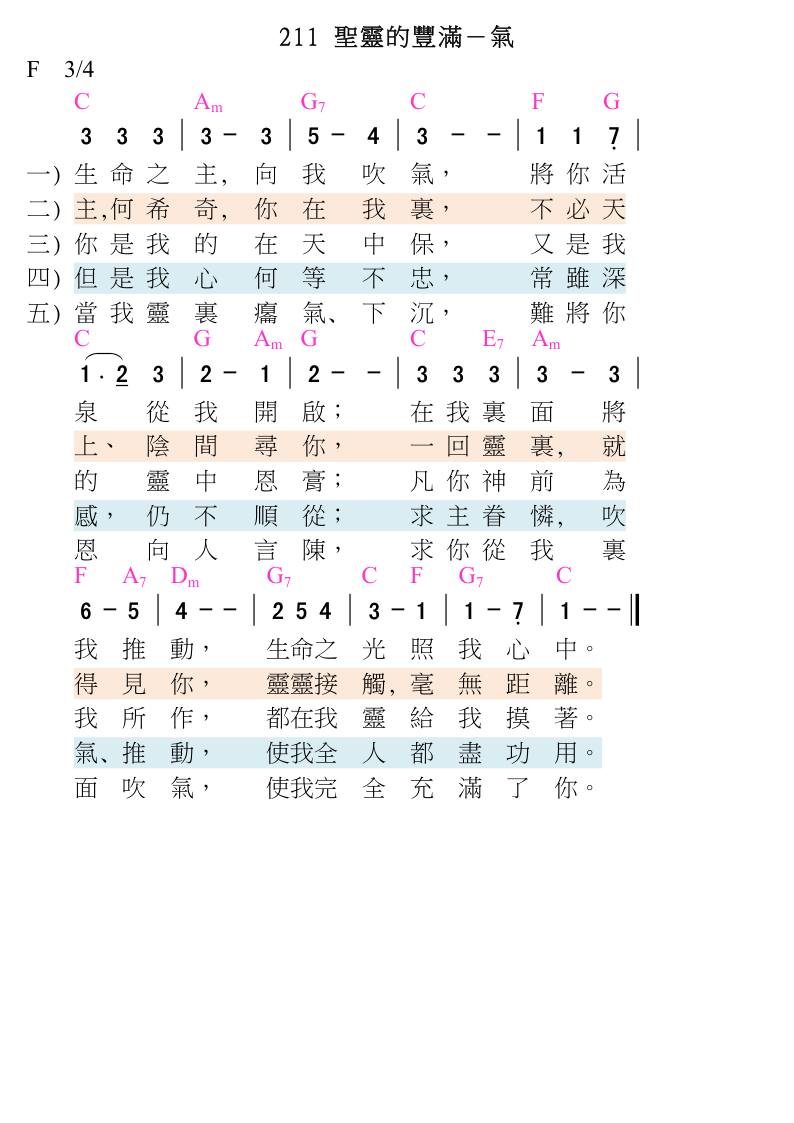 211 聖靈的豐滿－氣
F 3/4
C Am G7 C F G
3 3 3 | 3 - 3 | 5 - 4 | 3 - - | 1 1 7̣ |
一) 生命之主, 向我吹氣， 將你活
二) 主,何希奇, 你在我裏， 不必天
三) 你是我的在天中保， 又是我
四) 但是我心何等不忠， 常雖深
五) 當我靈裏癟氣、下沉， 難將你
C G Am G C E7 Am
1 . 2 3 | 2 - 1 | 2 - - | 3 3 3 | 3 - 3 |
泉從我開啟； 在我裏面將
上、陰間尋你， 一回靈裏, 就
的靈中恩膏； 凡你神前為
感，仍不順從； 求主眷憐, 吹
恩向人言陳， 求你從我裏
F A7 Dm G7 C F G7 C
6 - 5 | 4 - - | 2 5 4 | 3 - 1 | 1 - 7̣ | 1 - - ‖
我推動， 生命之光照我心中。
得見你， 靈靈接觸, 毫無距離。
我所作， 都在我靈給我摸著。
氣、推動， 使我全人都盡功用。
面吹氣， 使我完全充滿了你。